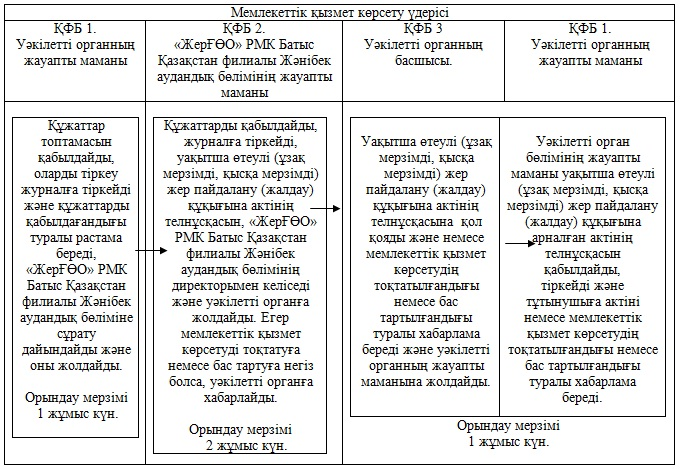 Мемлекеттік қызмет көрсету үдерісі
ҚФБ 1.
Уәкілетті органның
жауапты маманы
ҚФБ 2.
«ЖерҒӨО» РМК Батыс
Қазақстан филиалы Жәнібек
аудандық бөлімінің жауапты
маманы
ҚФБ 3
Уәкілетті органның
басшысы.
ҚФБ 1.
Уәкілетті органның
жауапты маманы
Құжаттар
топтамасын
қабылдайды,
оларды тіркеу
журналға тіркейді
және құжаттарды
қабылдағандығы
туралы растама
береді,
«ЖерҒӨО» РМК
Батыс Қазақстан
филиалы Жәнібек
аудандық бөліміне
сұрату
дайындайды және
оны жолдайды.
Орындау мерзімі
1 жұмыс күн.
Құжаттарды қабылдайды,
журналға тіркейді,
уақытша өтеулі (ұзақ
мерзімді, қысқа мерзімді)
жер пайдалану (жалдау)
құқығына актінің
телнұсқасын, «ЖерҒӨО»
РМК Батыс Қазақстан
филиалы Жәнібек
аудандық бөлімінің
директорымен келіседі
және уәкілетті органға
жолдайды. Егер
мемлекеттік қызмет
көрсетуді тоқтатуға
немесе бас тартуға негіз
болса, уәкілетті органға
хабарлайды.
Орындау мерзімі
2 жұмыс күн.
Уақытша өтеулі (ұзақ
мерзімді, қысқа
мерзімді) жер
пайдалану (жалдау)
құқығына актінің
телнұсқасына қол
қояды және немесе
мемлекеттік қызмет
көрсетудің
тоқтатылғандығы
немесе бас
тартылғандығы
туралы хабарлама
береді және уәкілетті
органның жауапты
маманына жолдайды.
Уәкілетті орган
бөлімінің жауапты
маманы уақытша өтеулі
(ұзақ мерзімді, қысқа
мерзімді) жер пайдалану
(жалдау) құқығына
арналған актінің
телнұсқасын
қабылдайды,
тіркейді және
тұтынушыға актіні
немесе мемлекеттік
қызмет көрсетудің
тоқтатылғандығы немесе
бас тартылғандығы
туралы хабарлама
береді.
Орындау мерзімі
1 жұмыс күн.